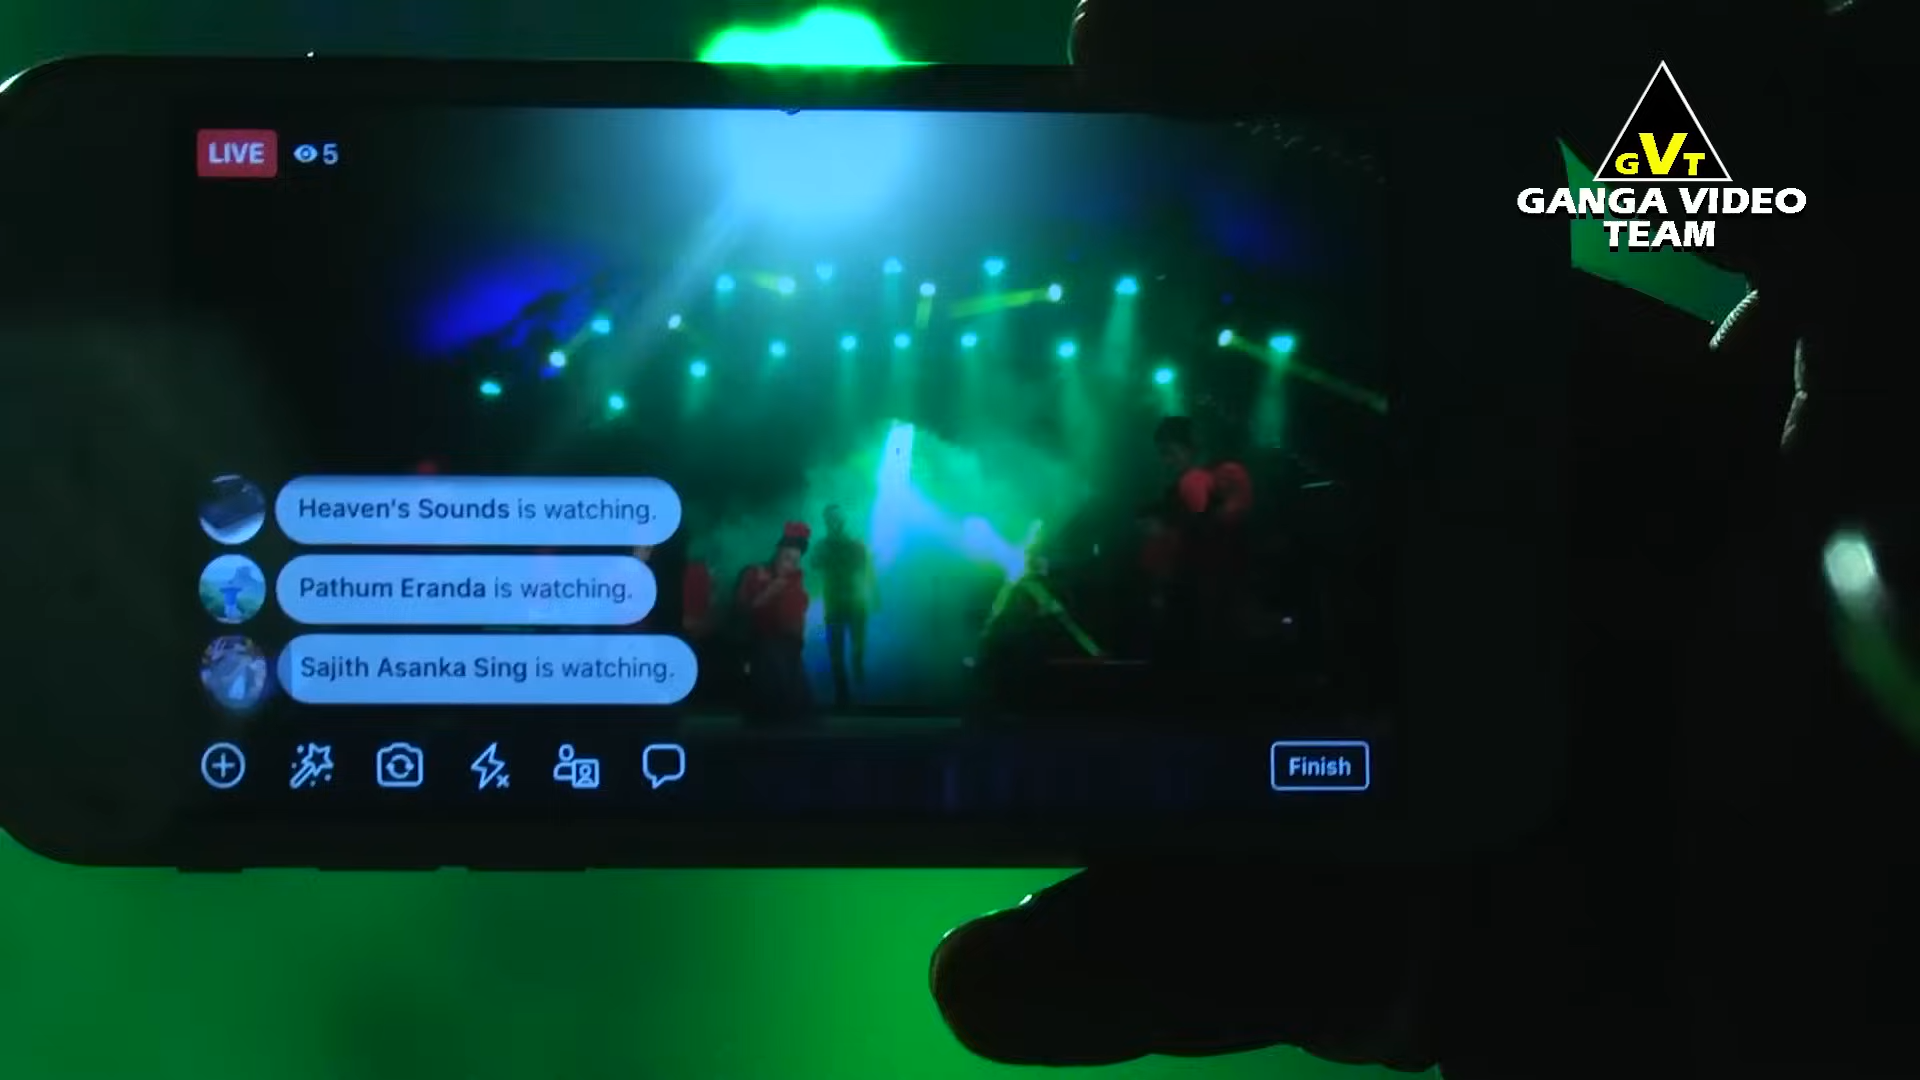 LIVE 5
GVT
GANGA VIDEO
TEAM
Heaven's Sounds is watching.
Pathum Eranda is watching.
Sajith Asanka Sing is watching.
Finish